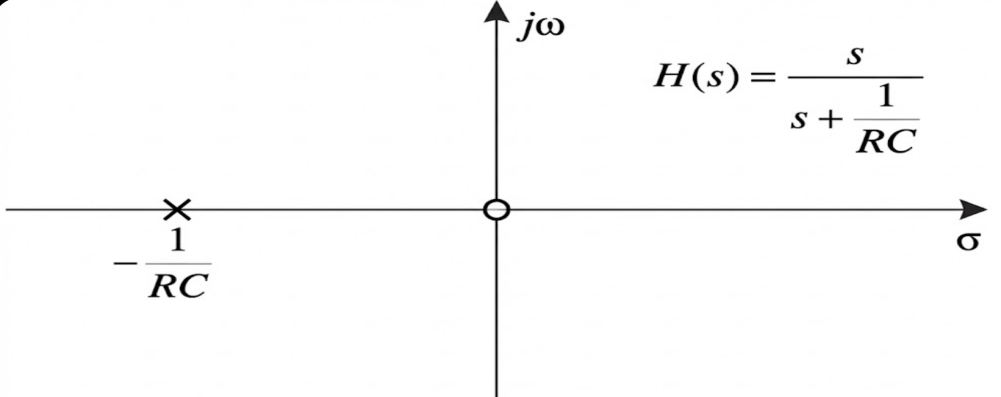 jω
H(s) = s / (s + 1/RC)
σ
− 1/RC